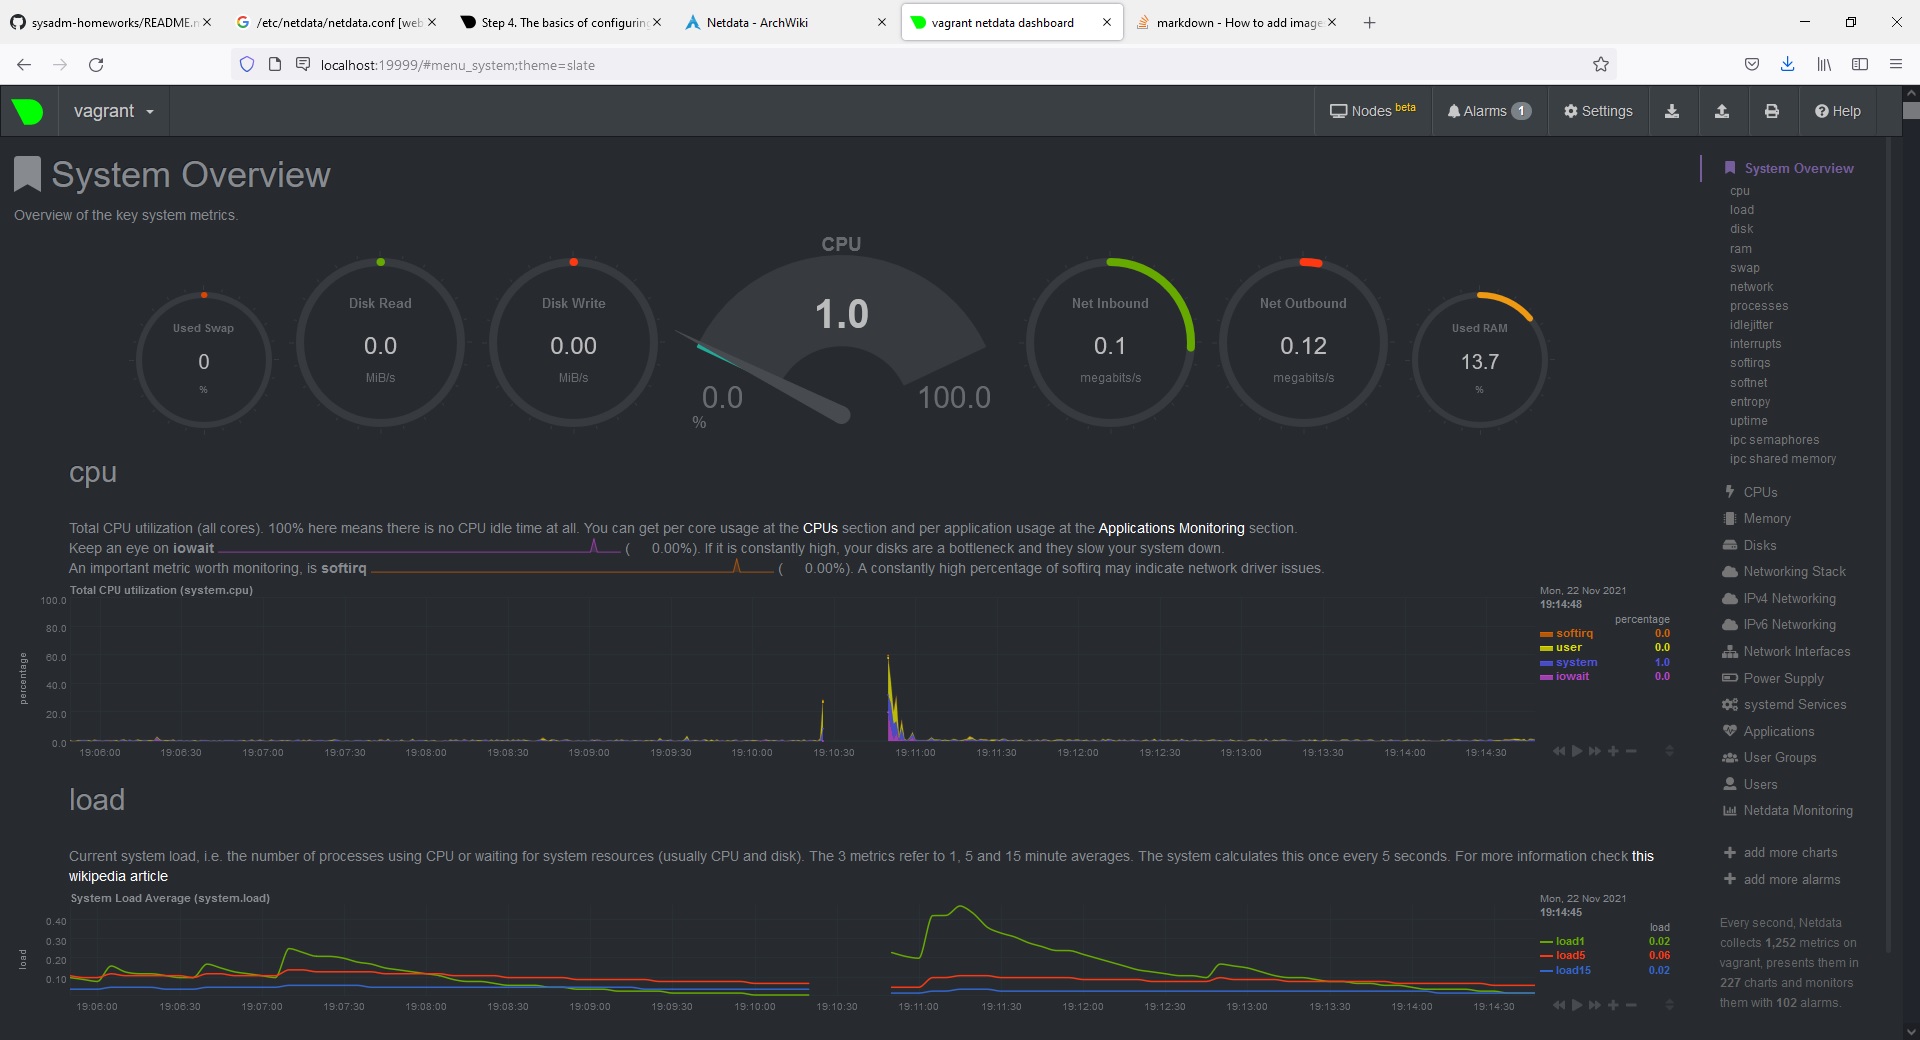 sysadm-homeworks/README.m
/etc/netdata/netdata.conf [web
Step 4. The basics of configuring
Netdata - ArchWiki
vagrant netdata dashboard
markdown - How to add image
localhost:19999/#menu_system;theme=slate
vagrant
Nodes beta
Alarms 1
Settings
Help
System Overview
Overview of the key system metrics.
Used Swap
0
%
Disk Read
0.0
MiB/s
Disk Write
0.00
MiB/s
CPU
1.0
0.0
100.0
%
Net Inbound
0.1
megabits/s
Net Outbound
0.12
megabits/s
Used RAM
13.7
%
cpu
Total CPU utilization (all cores). 100% here means there is no CPU idle time at all. You can get per core usage at the CPUs section and per application usage at the Applications Monitoring section.
Keep an eye on iowait ( 0.00%). If it is constantly high, your disks are a bottleneck and they slow your system down.
An important metric worth monitoring, is softirq ( 0.00%). A constantly high percentage of softirq may indicate network driver issues.
Total CPU utilization (system.cpu)
percentage
100.0
80.0
60.0
40.0
20.0
0.0
19:06:00 19:06:30 19:07:00 19:07:30 19:08:00 19:08:30 19:09:00 19:09:30 19:10:00 19:10:30 19:11:00 19:11:30 19:12:00 19:12:30 19:13:00 19:13:30 19:14:00 19:14:30
Mon, 22 Nov 2021
19:14:48
percentage
softirq 0.0
user 0.0
system 1.0
iowait 0.0
load
Current system load, i.e. the number of processes using CPU or waiting for system resources (usually CPU and disk). The 3 metrics refer to 1, 5 and 15 minute averages. The system calculates this once every 5 seconds. For more information check this
wikipedia article
System Load Average (system.load)
load
0.40
0.30
0.20
0.10
19:06:00 19:06:30 19:07:00 19:07:30 19:08:00 19:08:30 19:09:00 19:09:30 19:10:00 19:10:30 19:11:00 19:11:30 19:12:00 19:12:30 19:13:00 19:13:30 19:14:00 19:14:30
Mon, 22 Nov 2021
19:14:45
load
load1 0.02
load5 0.06
load15 0.02
System Overview
cpu
load
disk
ram
swap
network
processes
idlejitter
interrupts
softirqs
softnet
entropy
uptime
ipc semaphores
ipc shared memory
CPUs
Memory
Disks
Networking Stack
IPv4 Networking
IPv6 Networking
Network Interfaces
Power Supply
systemd Services
Applications
User Groups
Users
Netdata Monitoring
add more charts
add more alarms
Every second, Netdata
collects 1,252 metrics on
vagrant, presents them in
227 charts and monitors
them with 102 alarms.